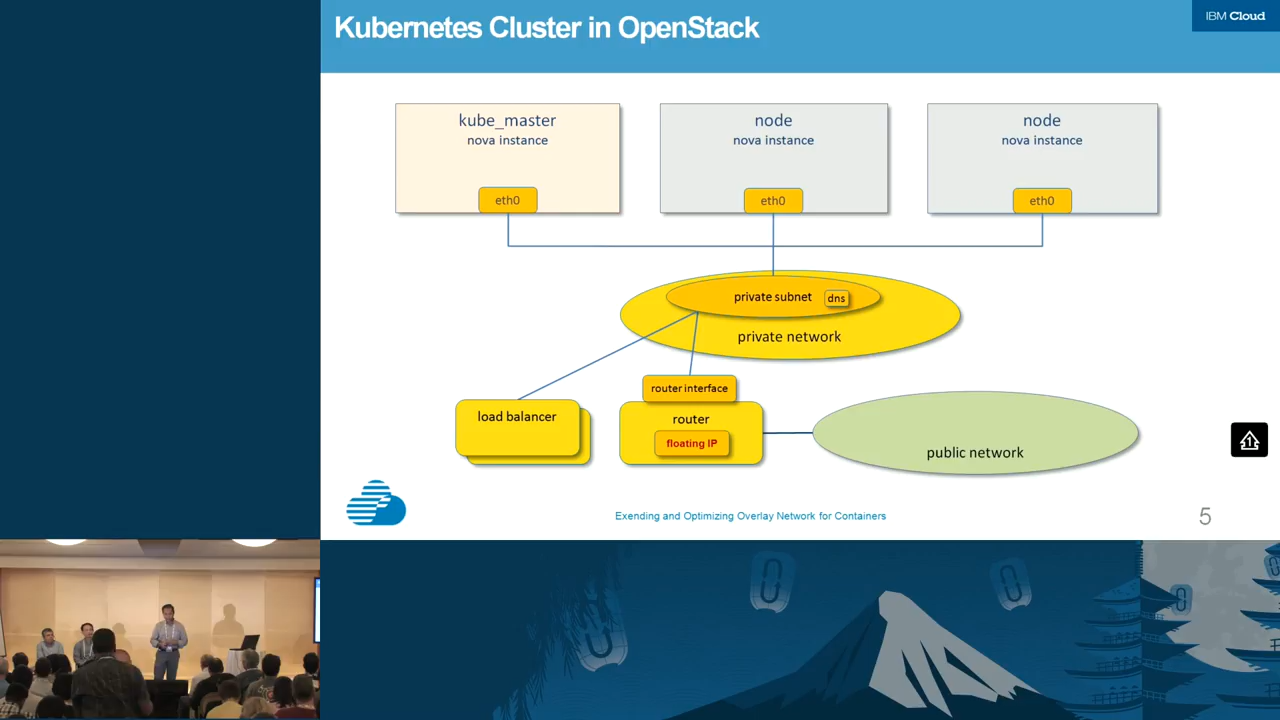 Kubernetes Cluster in OpenStack
IBM Cloud
kube_master
nova instance
eth0
node
nova instance
eth0
node
nova instance
eth0
private subnet
dns
private network
router interface
load balancer
router
floating IP
public network
Exending and Optimizing Overlay Network for Containers
5